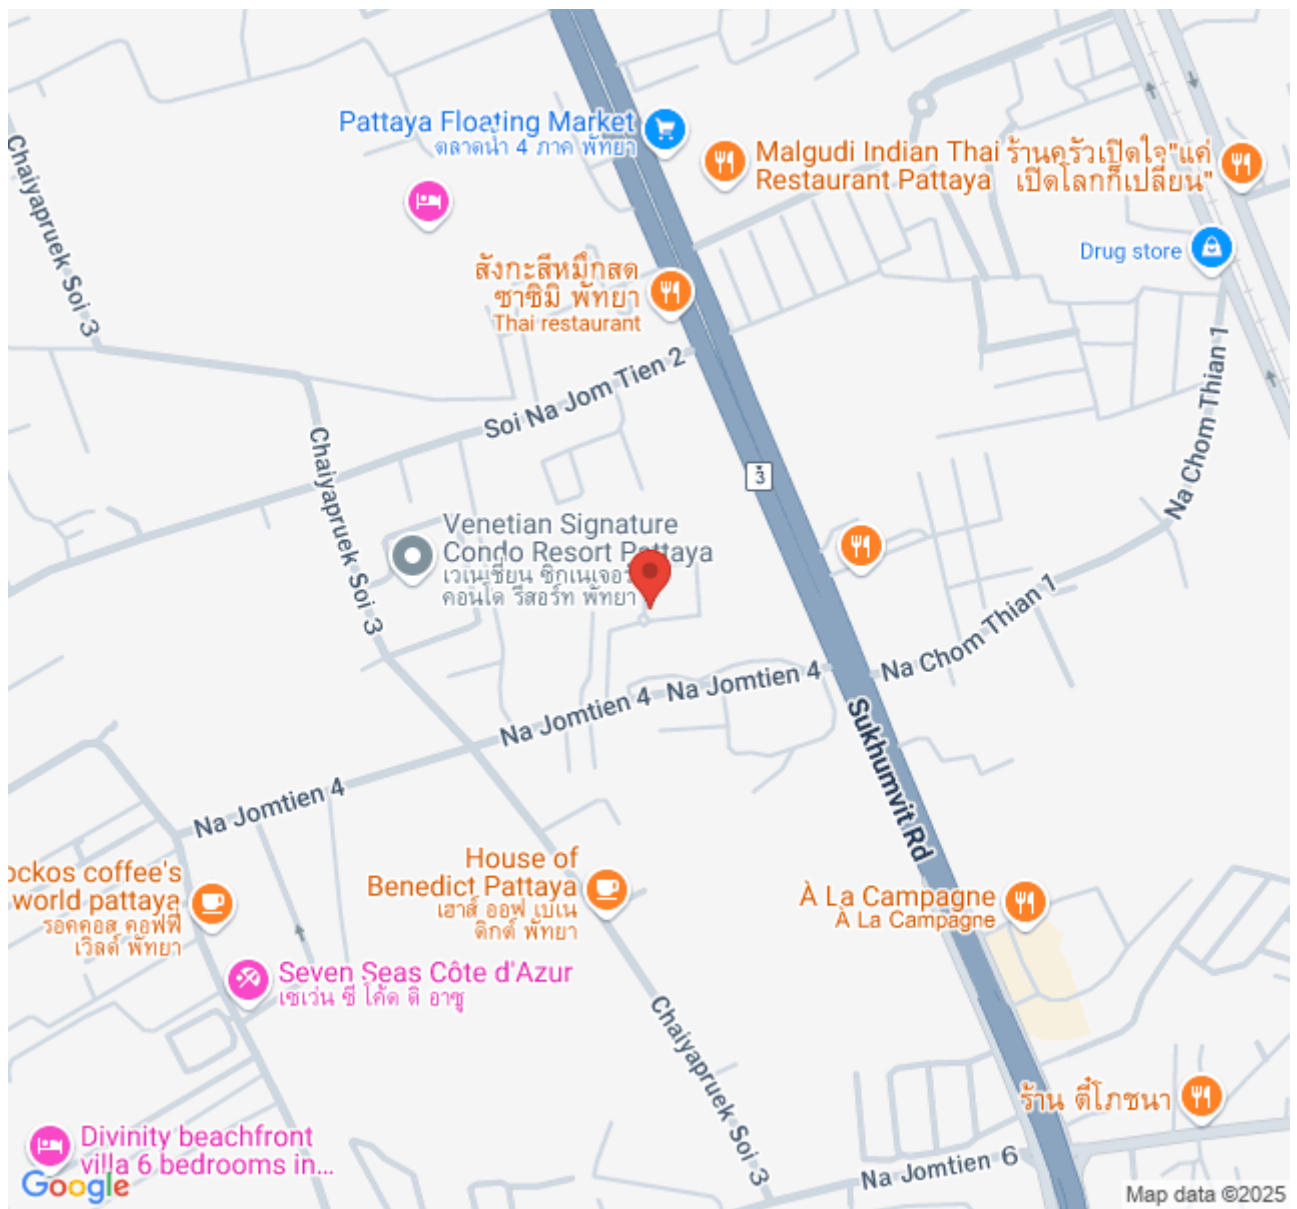 Chaiyapruek Soi 3
Pattaya Floating Market
ตลาดน้ำ 4 ภาค พัทยา
Malgudi Indian Thai
Restaurant Pattaya
ร้านครัวเปิดใจ"แค่
เปิดโลกก็เปลี่ยน"
Drug store
สังกะสีหมึกสด
ซาซิมิ พัทยา
Thai restaurant
Soi Na Jom Tien 2
Na Chom Thian 1
Chaiyapruek Soi 3
3
Venetian Signature
Condo Resort Pattaya
เวเนเชี่ยน ซิกเนเจอร์
คอนโด รีสอร์ท พัทยา
Na Chom Thian 1
Na Jomtien 4
Na Jomtien 4
Sukhumvit Rd
Na Jomtien 4
ockos coffee's
world pattaya
รอคคอส คอฟฟี่
เวิลด์ พัทยา
House of
Benedict Pattaya
เฮาส์ ออฟ เบเน
ดิกต์ พัทยา
À La Campagne
À La Campagne
Seven Seas Côte d'Azur
เซเว่น ซี โค้ด ดิ อาซู
Chaiyapruek Soi 3
ร้าน ตี๋โภชนา
Divinity beachfront
villa 6 bedrooms in...
Na Jomtien 6
Google
Map data ©2025